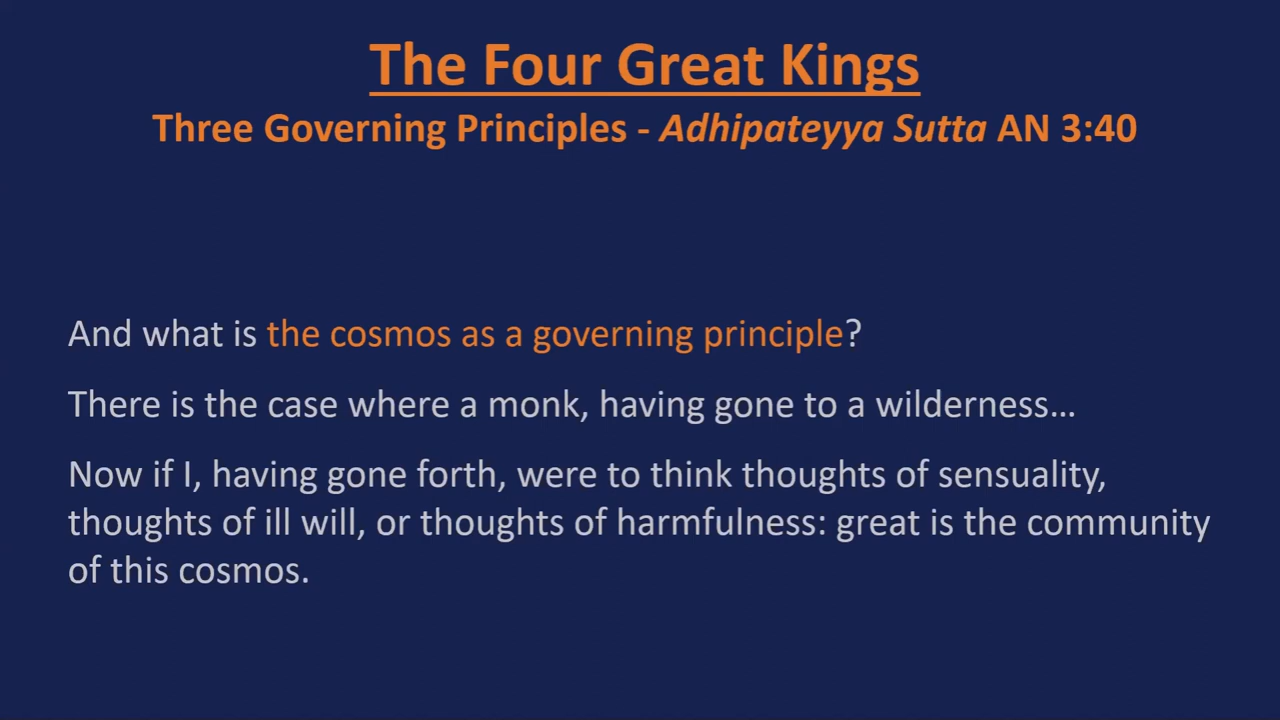 The Four Great Kings
Three Governing Principles - Adhipateyya Sutta AN 3:40
And what is the cosmos as a governing principle?
There is the case where a monk, having gone to a wilderness…
Now if I, having gone forth, were to think thoughts of sensuality,
thoughts of ill will, or thoughts of harmfulness: great is the community
of this cosmos.